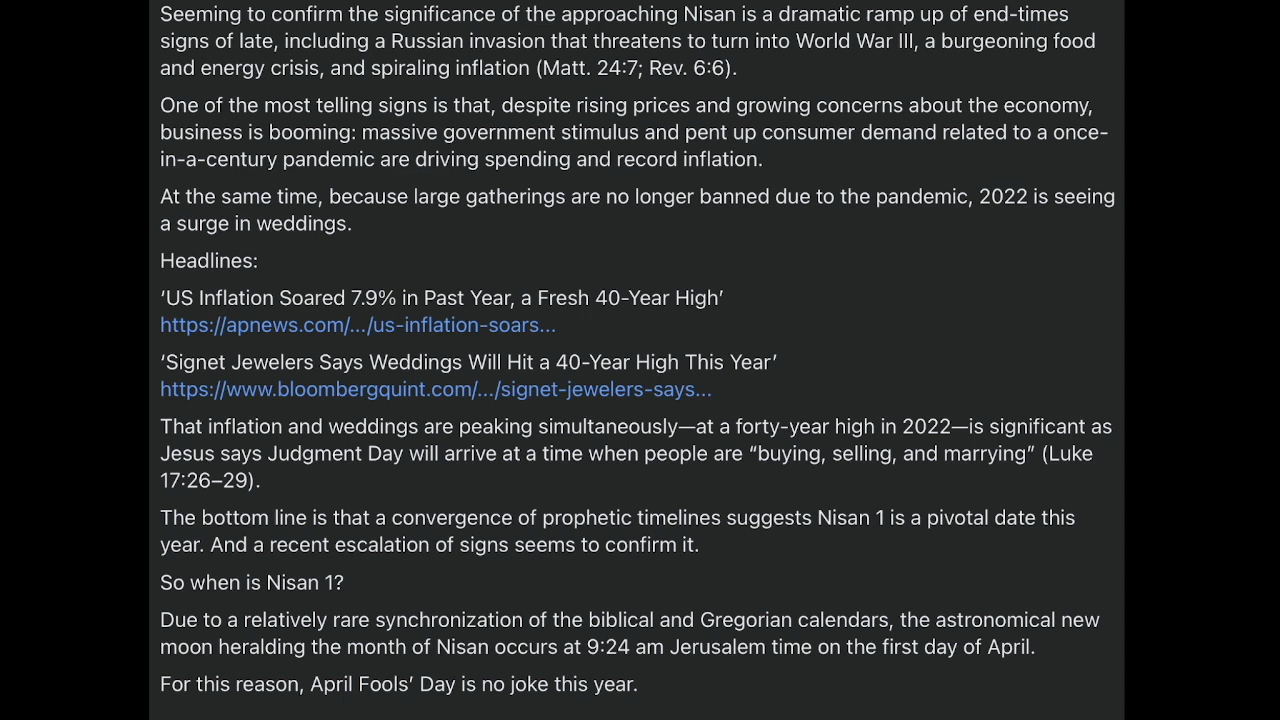 Seeming to confirm the significance of the approaching Nisan is a dramatic ramp up of end-times
signs of late, including a Russian invasion that threatens to turn into World War III, a burgeoning food
and energy crisis, and spiraling inflation (Matt. 24:7; Rev. 6:6).
One of the most telling signs is that, despite rising prices and growing concerns about the economy,
business is booming: massive government stimulus and pent up consumer demand related to a once-
in-a-century pandemic are driving spending and record inflation.
At the same time, because large gatherings are no longer banned due to the pandemic, 2022 is seeing
a surge in weddings.
Headlines:
‘US Inflation Soared 7.9% in Past Year, a Fresh 40-Year High’
https://apnews.com/.../us-inflation-soars...
‘Signet Jewelers Says Weddings Will Hit a 40-Year High This Year’
https://www.bloombergquint.com/.../signet-jewelers-says...
That inflation and weddings are peaking simultaneously—at a forty-year high in 2022—is significant as
Jesus says Judgment Day will arrive at a time when people are “buying, selling, and marrying” (Luke
17:26–29).
The bottom line is that a convergence of prophetic timelines suggests Nisan 1 is a pivotal date this
year. And a recent escalation of signs seems to confirm it.
So when is Nisan 1?
Due to a relatively rare synchronization of the biblical and Gregorian calendars, the astronomical new
moon heralding the month of Nisan occurs at 9:24 am Jerusalem time on the first day of April.
For this reason, April Fools’ Day is no joke this year.